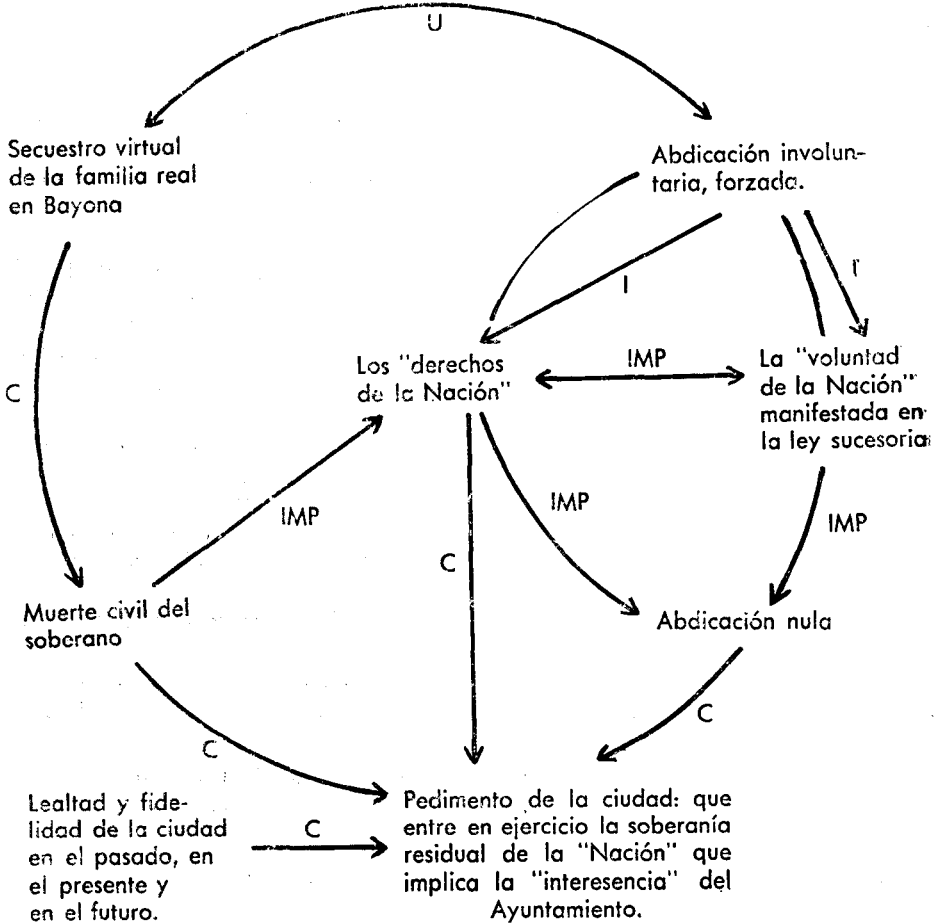 U
Secuestro virtual
de la familia real
en Bayona
Abdicación involun-
taria, forzada.
I
I
C
Los "derechos
de la Nación"
IMP
La "voluntad
de la Nación"
manifestada en
la ley sucesoria
IMP
C
IMP
IMP
Muerte civil del
soberano
Abdicación nula
C
C
Lealtad y fide-
lidad de la ciudad
en el pasado, en
el presente y
en el futuro.
C
Pedimento de la ciudad: que
entre en ejercicio la soberanía
residual de la "Nación" que
implica la "interesencia" del
Ayuntamiento.